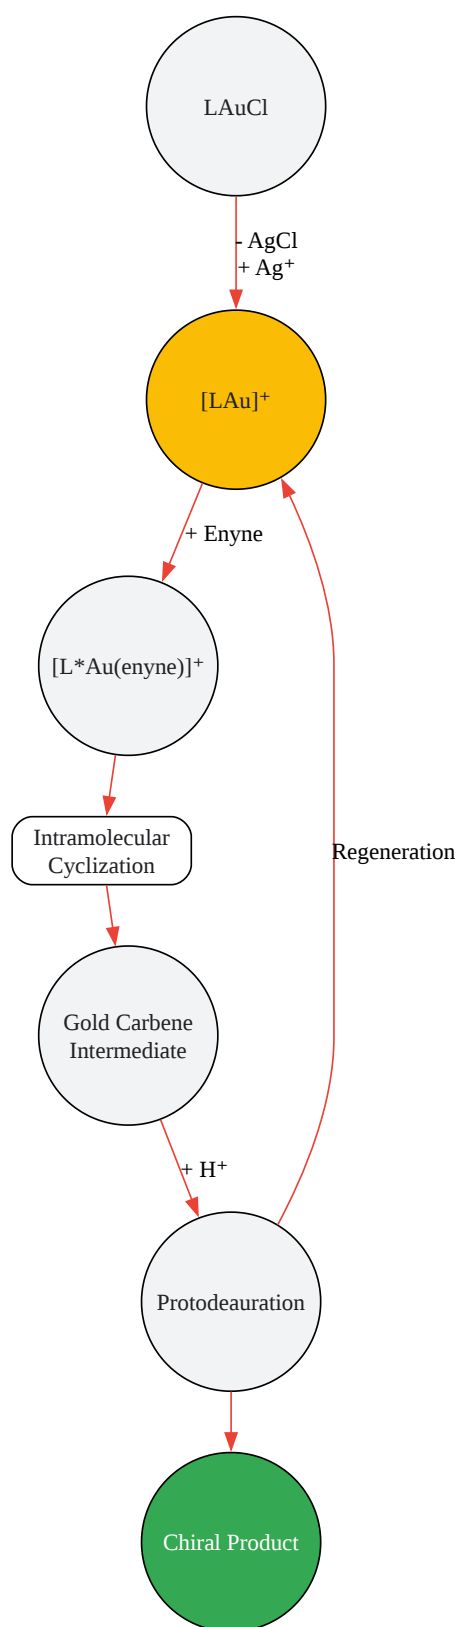 LAuCl
- AgCl
+ Ag⁺
[LAu]⁺
+ Enyne
[L*Au(enyne)]⁺
Intramolecular
Cyclization
Regeneration
Gold Carbene
Intermediate
+ H⁺
Protodeauration
Chiral Product